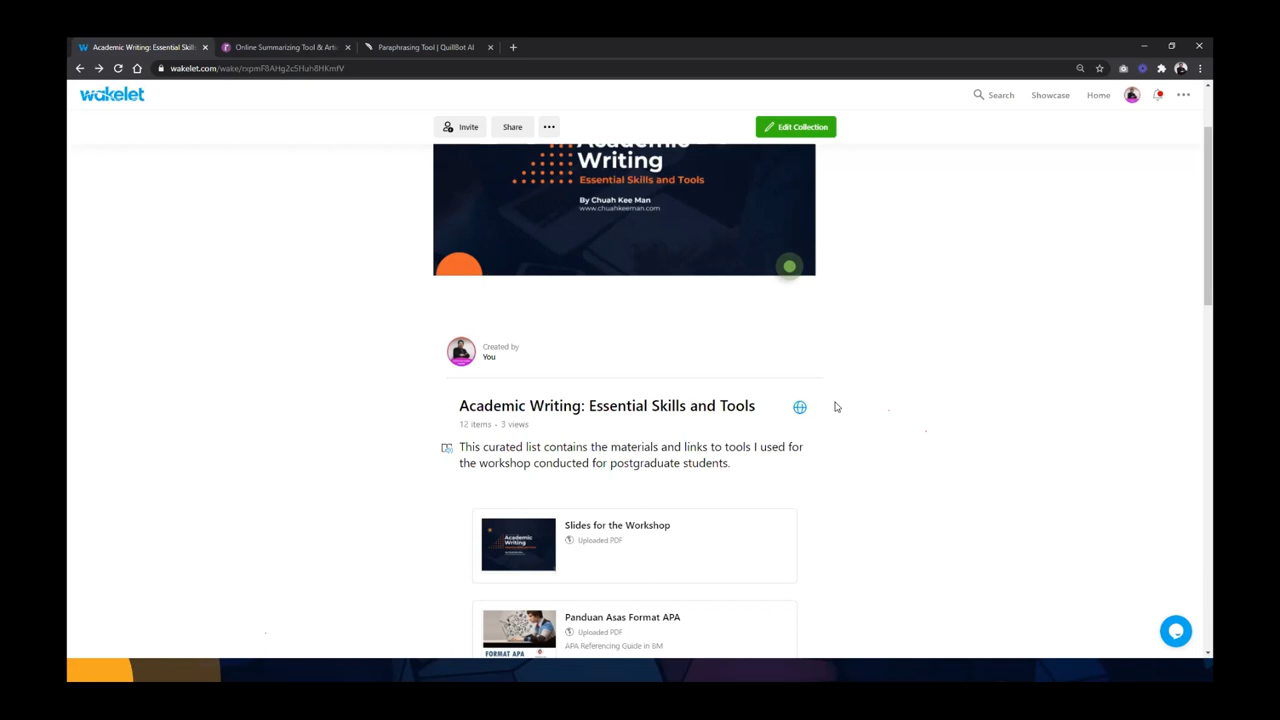 Academic Writing: Essential Skill
Online Summarizing Tool & Arti
Paraphrasing Tool | QuillBot AI
wakelet.com/wake/rxpmF8AHg2c5Huh8HKmfV
wakelet
Search
Showcase
Home
Invite
Share
Edit Collection
Academic
Writing
Essential Skills and Tools
By Chuah Kee Man
www.chuahkeeman.com
Created by
You
Academic Writing: Essential Skills and Tools
12 items • 3 views
This curated list contains the materials and links to tools I used for
the workshop conducted for postgraduate students.
Academic
Writing
Slides for the Workshop
Uploaded PDF
Panduan Asas Format APA
Uploaded PDF
APA Referencing Guide in BM
FORMAT APA